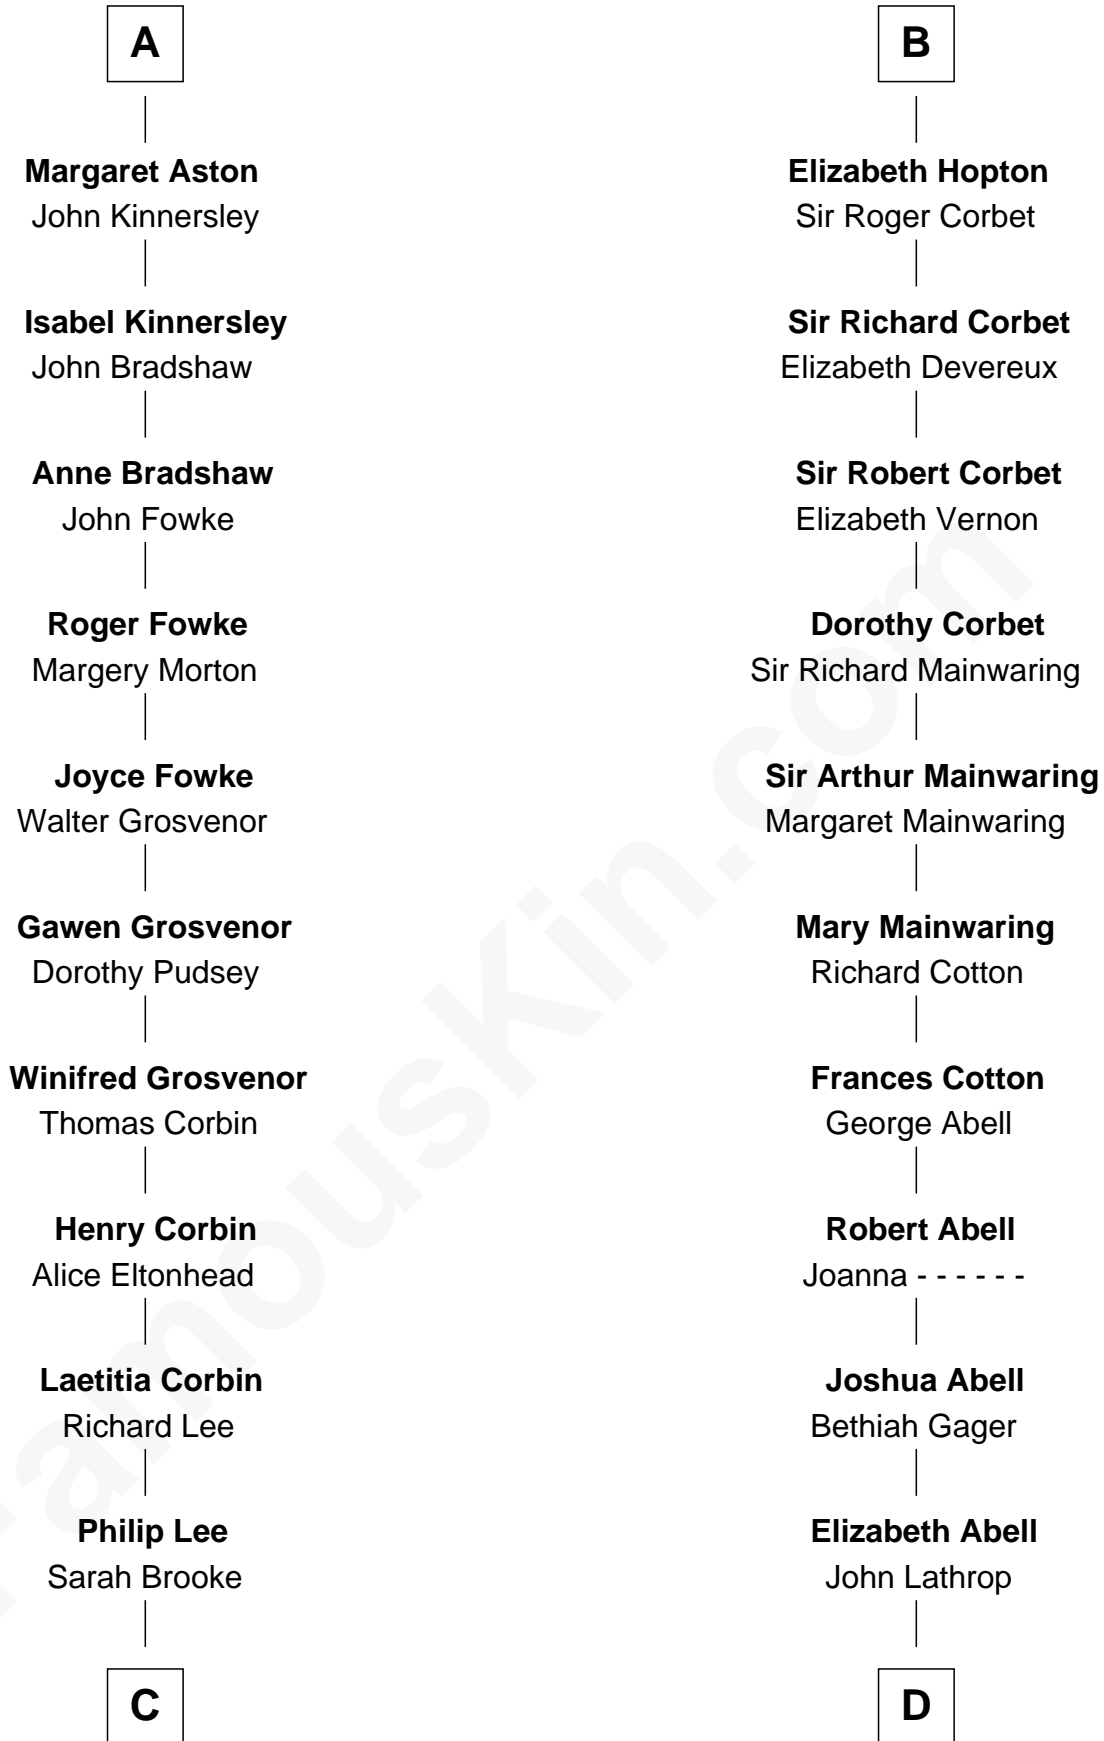 A
Margaret Aston
John Kinnersley
Isabel Kinnersley
John Bradshaw
Anne Bradshaw
John Fowke
Roger Fowke
Margery Morton
Joyce Fowke
Walter Grosvenor
Gawen Grosvenor
Dorothy Pudsey
Winifred Grosvenor
Thomas Corbin
Henry Corbin
Alice Eltonhead
Laetitia Corbin
Richard Lee
Philip Lee
Sarah Brooke
C
B
Elizabeth Hopton
Sir Roger Corbet
Sir Richard Corbet
Elizabeth Devereux
Sir Robert Corbet
Elizabeth Vernon
Dorothy Corbet
Sir Richard Mainwaring
Sir Arthur Mainwaring
Margaret Mainwaring
Mary Mainwaring
Richard Cotton
Frances Cotton
George Abell
Robert Abell
Joanna - - - - - -
Joshua Abell
Bethiah Gager
Elizabeth Abell
John Lathrop
D
FamousKin.com